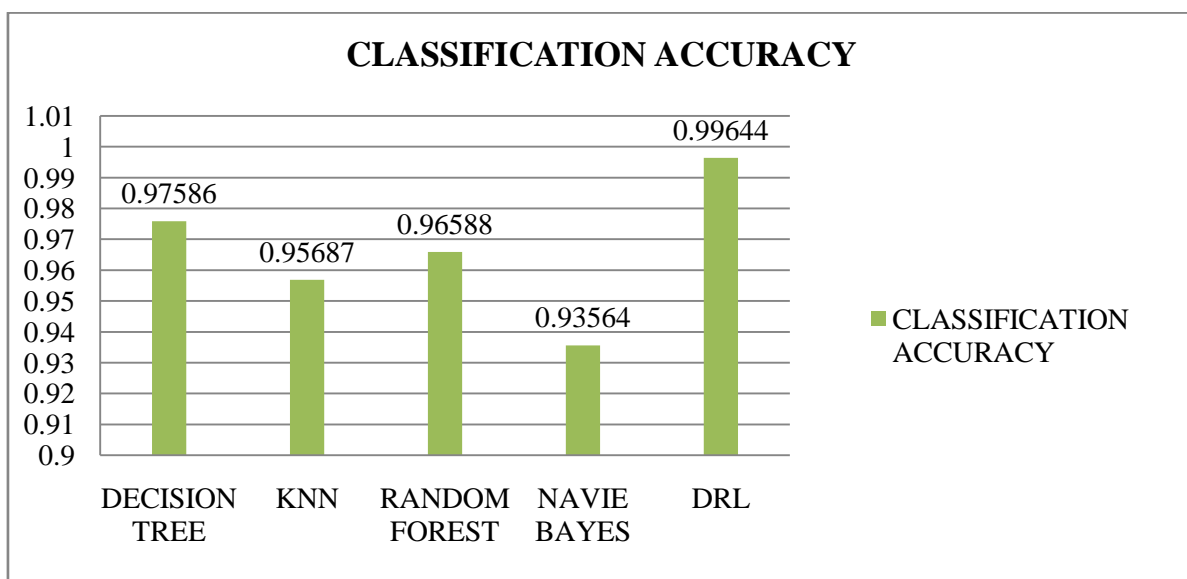 CLASSIFICATION ACCURACY
1.01
1
0.99
0.98
0.97
0.96
0.95
0.94
0.93
0.92
0.91
0.9
0.97586
0.95687
0.96588
0.93564
0.99644
DECISION
TREE
KNN
RANDOM
FOREST
NAVIE
BAYES
DRL
CLASSIFICATION
ACCURACY